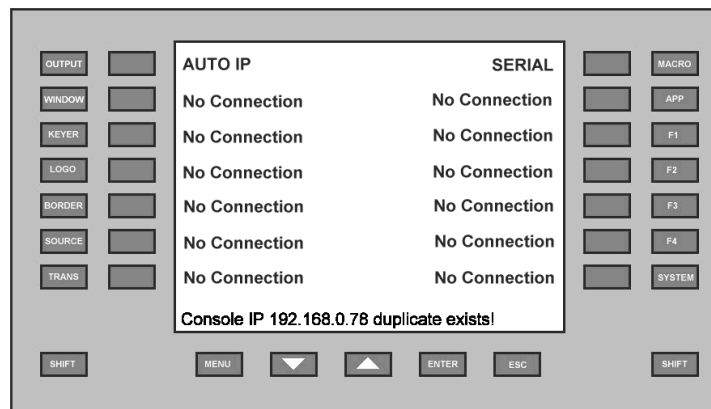 OUTPUT AUTO IP SERIAL MACRO
WINDOW No Connection No Connection APP
KEYER No Connection No Connection F1
LOGO No Connection No Connection F2
BORDER No Connection No Connection F3
SOURCE No Connection No Connection F4
TRANS No Connection No Connection SYSTEM
Console IP 192.168.0.78 duplicate exists!
SHIFT MENU ENTER ESC SHIFT